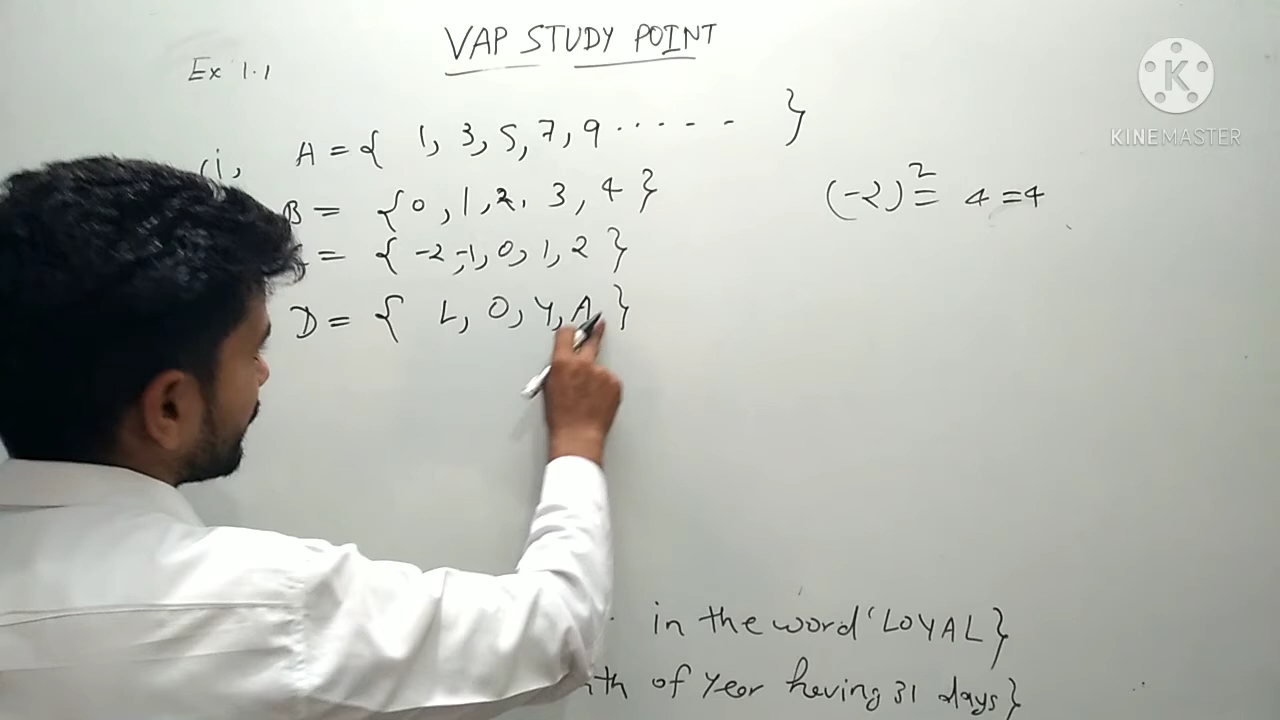 VAP STUDY POINT
Ex 1.1
(i, A = { 1, 3, 5, 7, 9 ..... }
B = {0, 1, 2, 3, 4}
= {-2, -1, 0, 1, 2}
D = { L, O, Y, A }
(-2)² = 4 = 4
in the word 'LOYAL}
of Year heving 31 days}
KINEMASTER